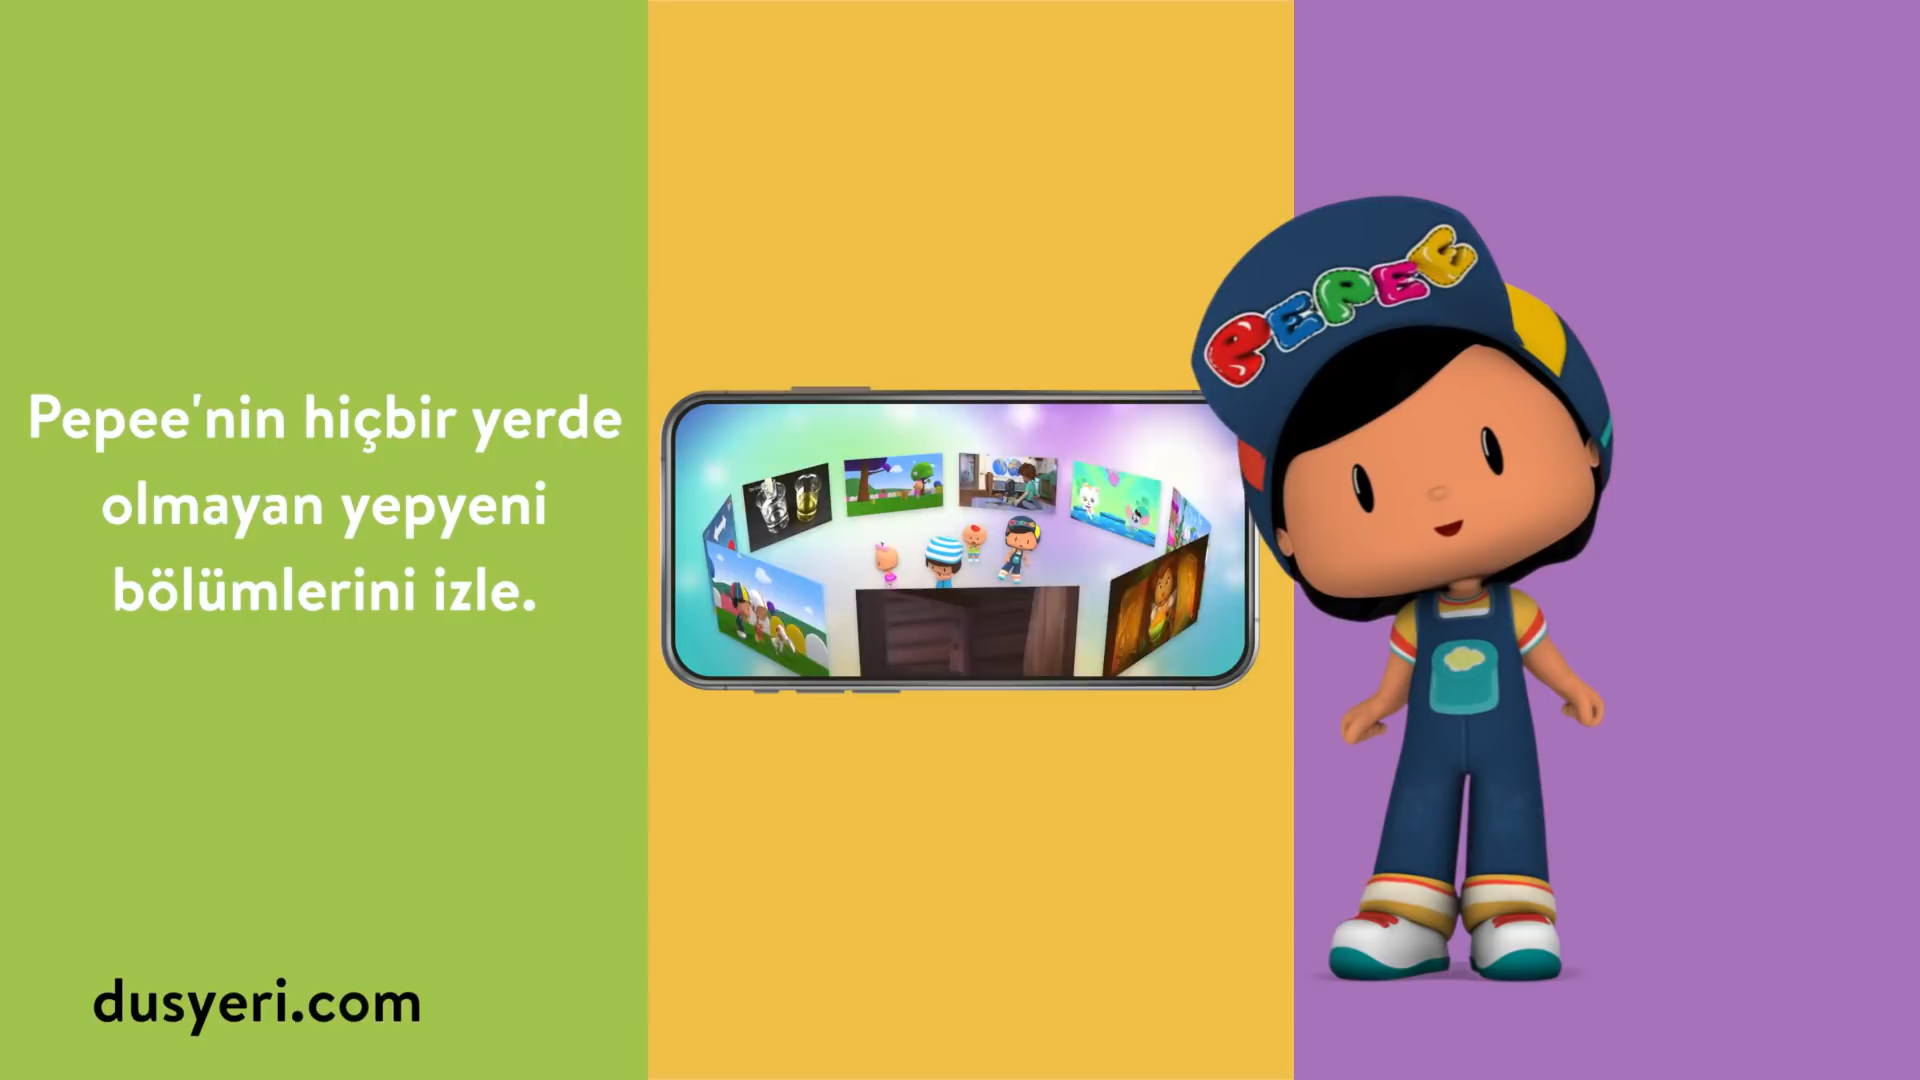 Pepee'nin hiçbir yerde
olmayan yepyeni
bölümlerini izle.
dusyeri.com
PEPEE